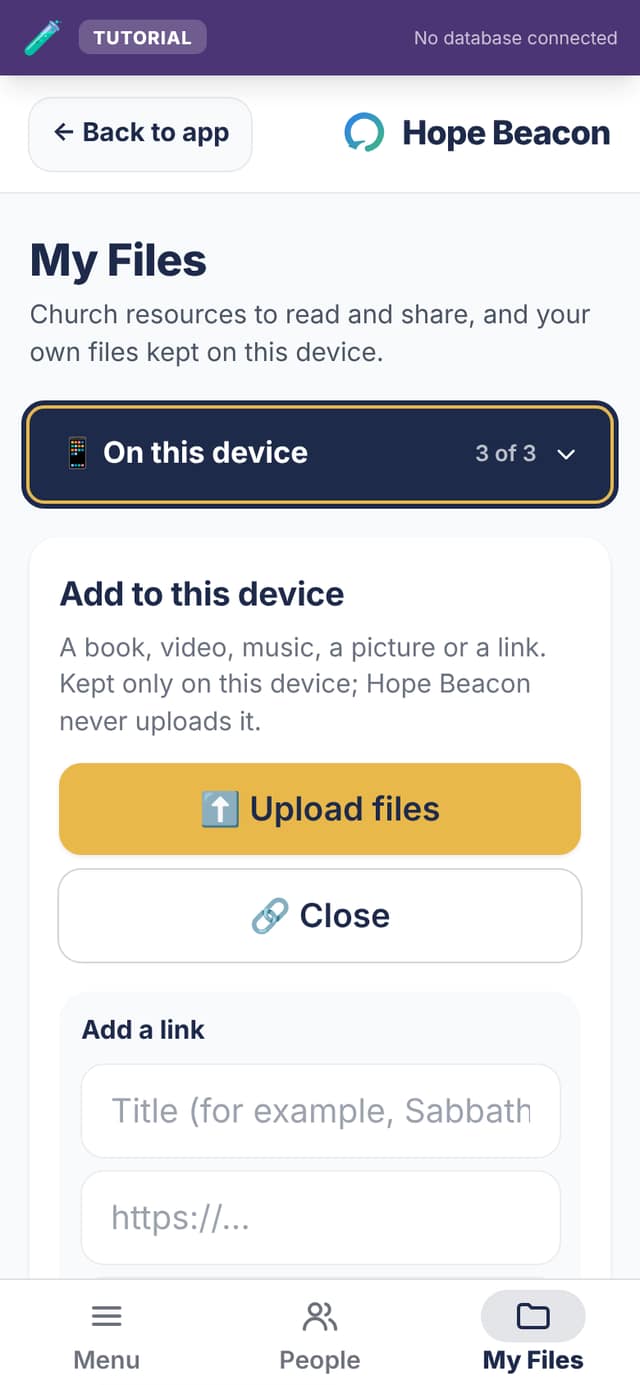 TUTORIAL
No database connected
← Back to app
Hope Beacon
My Files
Church resources to read and share, and your
own files kept on this device.
On this device
3 of 3
Add to this device
A book, video, music, a picture or a link.
Kept only on this device; Hope Beacon
never uploads it.
Upload files
Close
Add a link
Title (for example, Sabbath
https://...
Menu
People
My Files